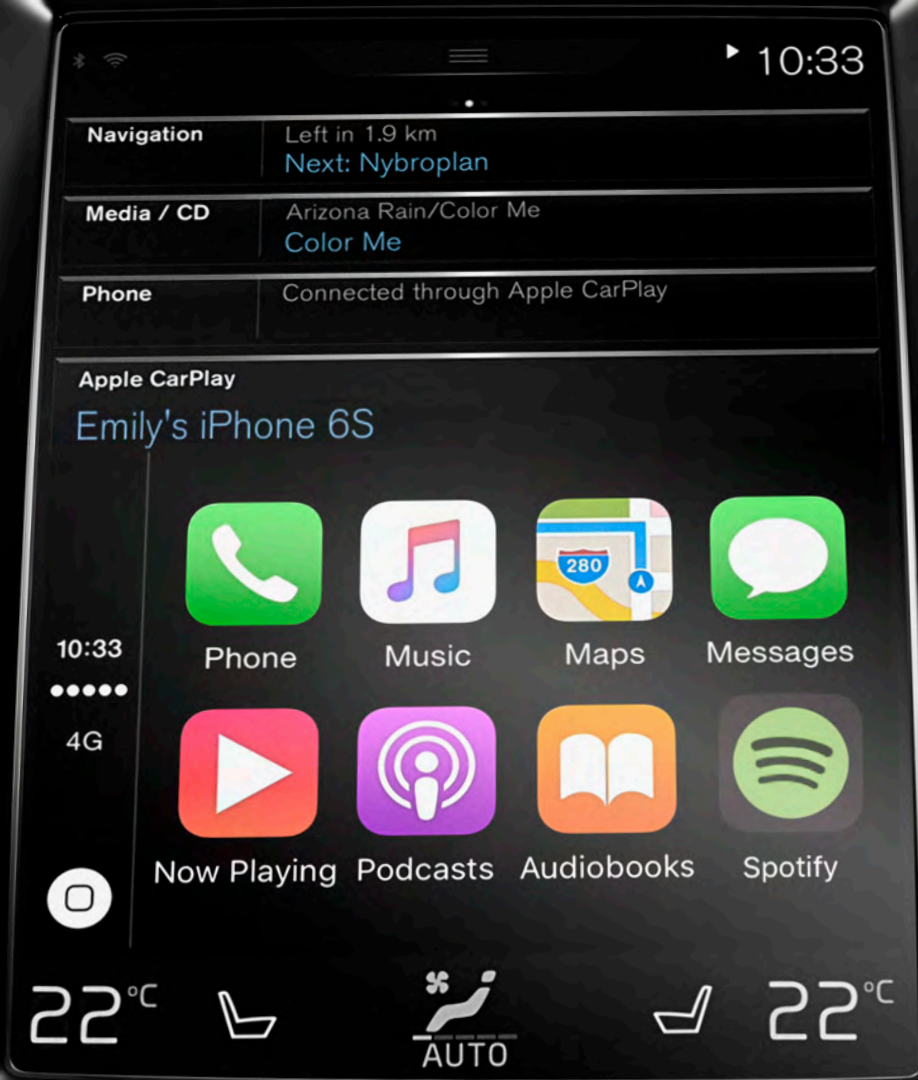 10:33
Navigation
Left in 1.9 km
Next: Nybroplan
Media / CD
Arizona Rain/Color Me
Color Me
Phone
Connected through Apple CarPlay
Apple CarPlay
Emily's iPhone 6S
280
Phone Music Maps Messages
10:33
4G
Now Playing Podcasts Audiobooks Spotify
22°C 22°C
AUTO